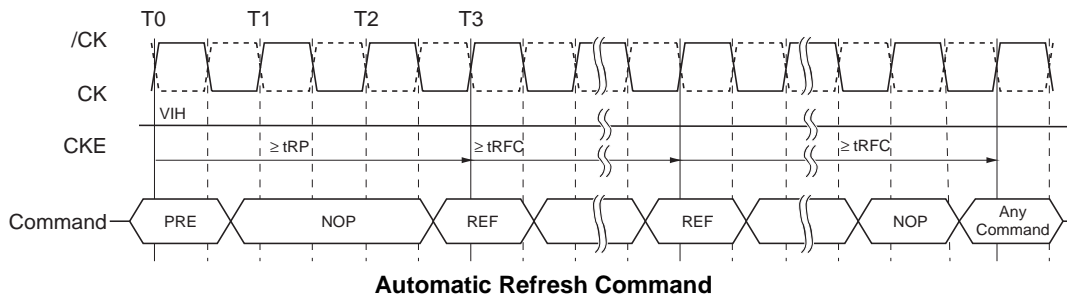 T0 T1 T2 T3
/CK
CK
VIH
CKE
≥ tRP ≥ tRFC ≥ tRFC
Command PRE NOP REF REF NOP Any Command
Automatic Refresh Command